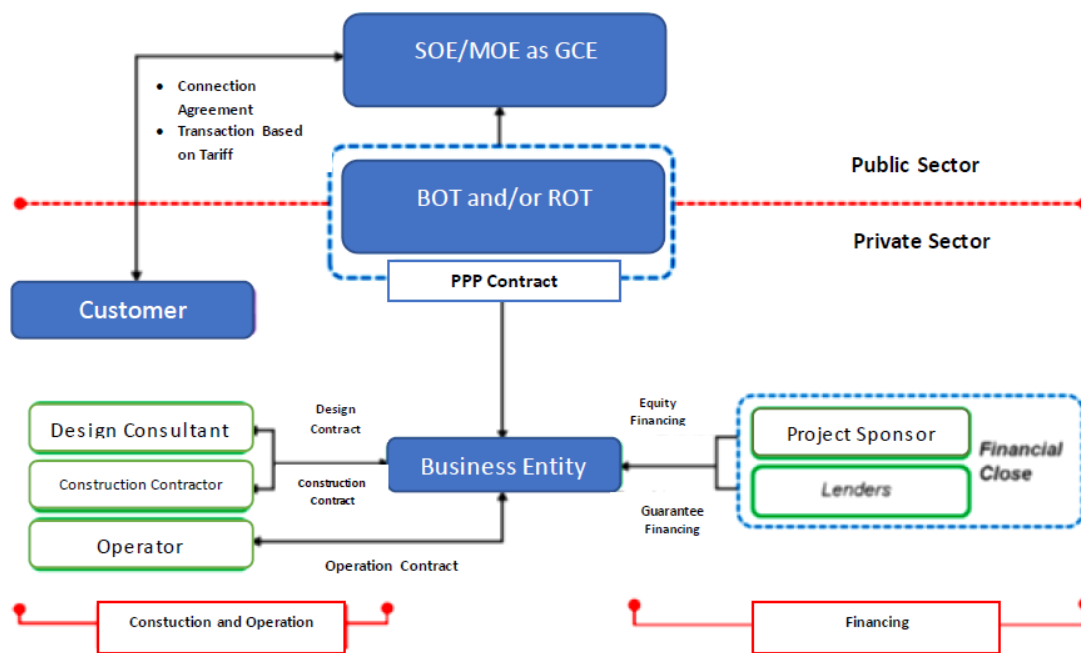 SOE/MOE as GCE
• Connection
Agreement
• Transaction Based
on Tariff
BOT and/or ROT
Public Sector
Private Sector
PPP Contract
Customer
Design Consultant
Construction Contractor
Operator
Design
Contract
Construction
Contract
Operation Contract
Business Entity
Equity
Financing
Guarantee
Financing
Project Sponsor
Lenders
Financial
Close
Constuction and Operation
Financing